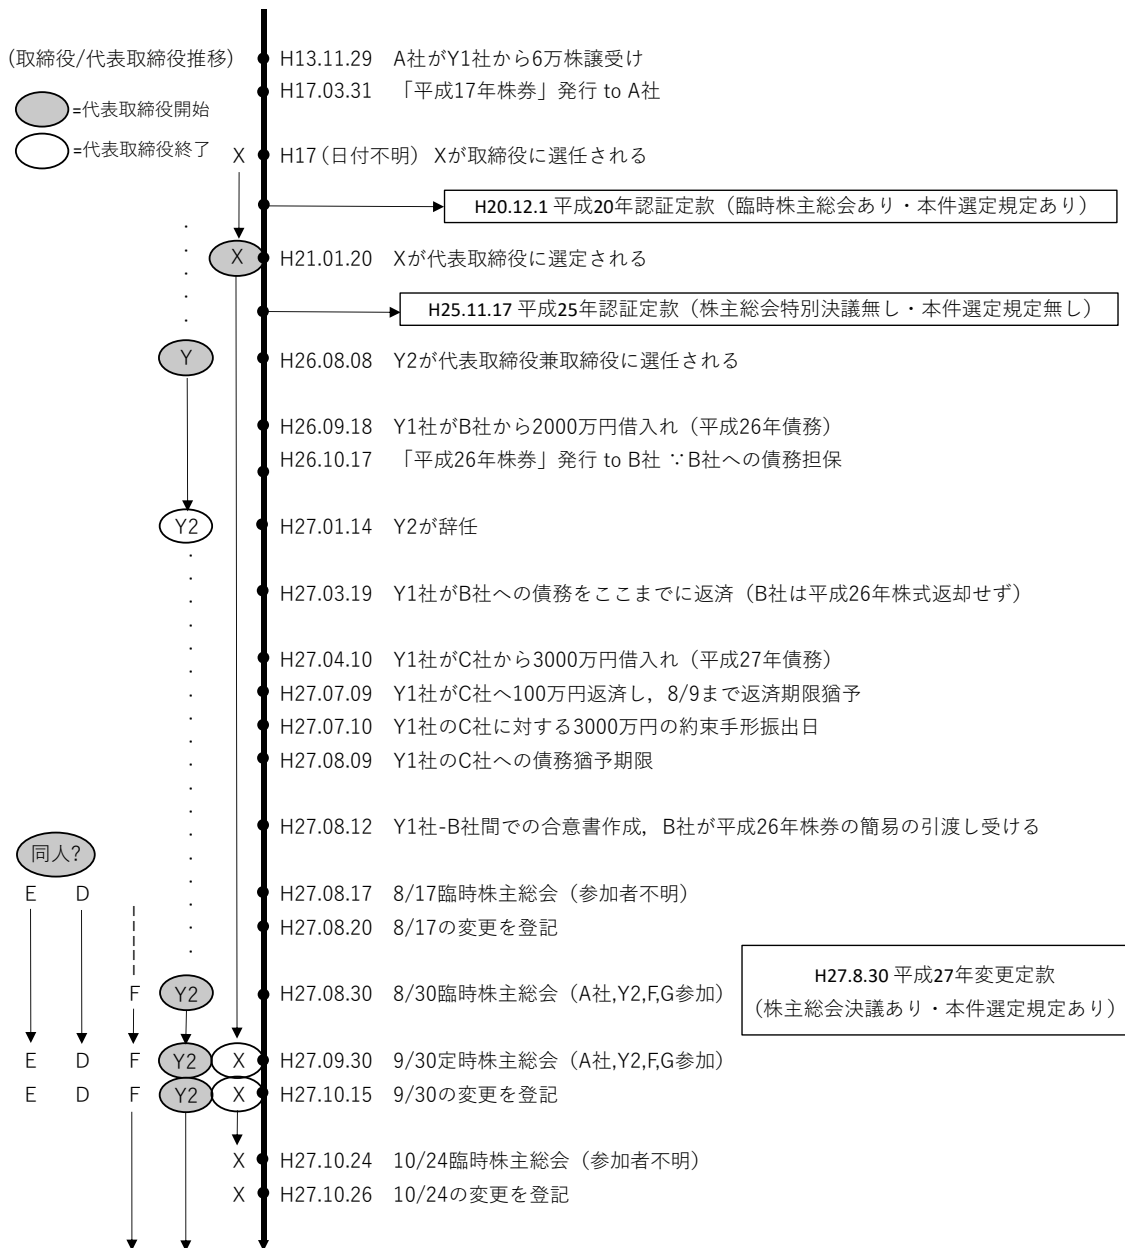 (取締役/代表取締役推移)
H13.11.29 A社がY1社から6万株譲受け
H17.03.31 「平成17年株券」発行 to A社
=代表取締役開始
=代表取締役終了
X
H17 (日付不明) Xが取締役に選任される
H20.12.1 平成20年認証定款（臨時株主総会あり・本件選定規定あり）
X
H21.01.20 Xが代表取締役に選定される
H25.11.17 平成25年認証定款（株主総会特別決議無し・本件選定規定無し）
Y
H26.08.08 Y2が代表取締役兼取締役に選任される
H26.09.18 Y1社がB社から2000万円借入れ（平成26年債務）
H26.10.17 「平成26年株券」発行 to B社 ∵B社への債務担保
Y2
H27.01.14 Y2が辞任
H27.03.19 Y1社がB社への債務をここまでに返済（B社は平成26年株式返却せず）
H27.04.10 Y1社がC社から3000万円借入れ（平成27年債務）
H27.07.09 Y1社がC社へ100万円返済し，8/9まで返済期限猶予
H27.07.10 Y1社のC社に対する3000万円の約束手形振出日
H27.08.09 Y1社のC社への債務猶予期限
H27.08.12 Y1社-B社間での合意書作成，B社が平成26年株券の簡易の引渡し受ける
同人?
E D
H27.08.17 8/17臨時株主総会（参加者不明）
H27.08.20 8/17の変更を登記
F Y2
H27.08.30 8/30臨時株主総会（A社,Y2,F,G参加）
H27.8.30 平成27年変更定款
（株主総会決議あり・本件選定規定あり）
E D F Y2 X
H27.09.30 9/30定時株主総会（A社,Y2,F,G参加）
E D F Y2 X
H27.10.15 9/30の変更を登記
X
H27.10.24 10/24臨時株主総会（参加者不明）
X
H27.10.26 10/24の変更を登記